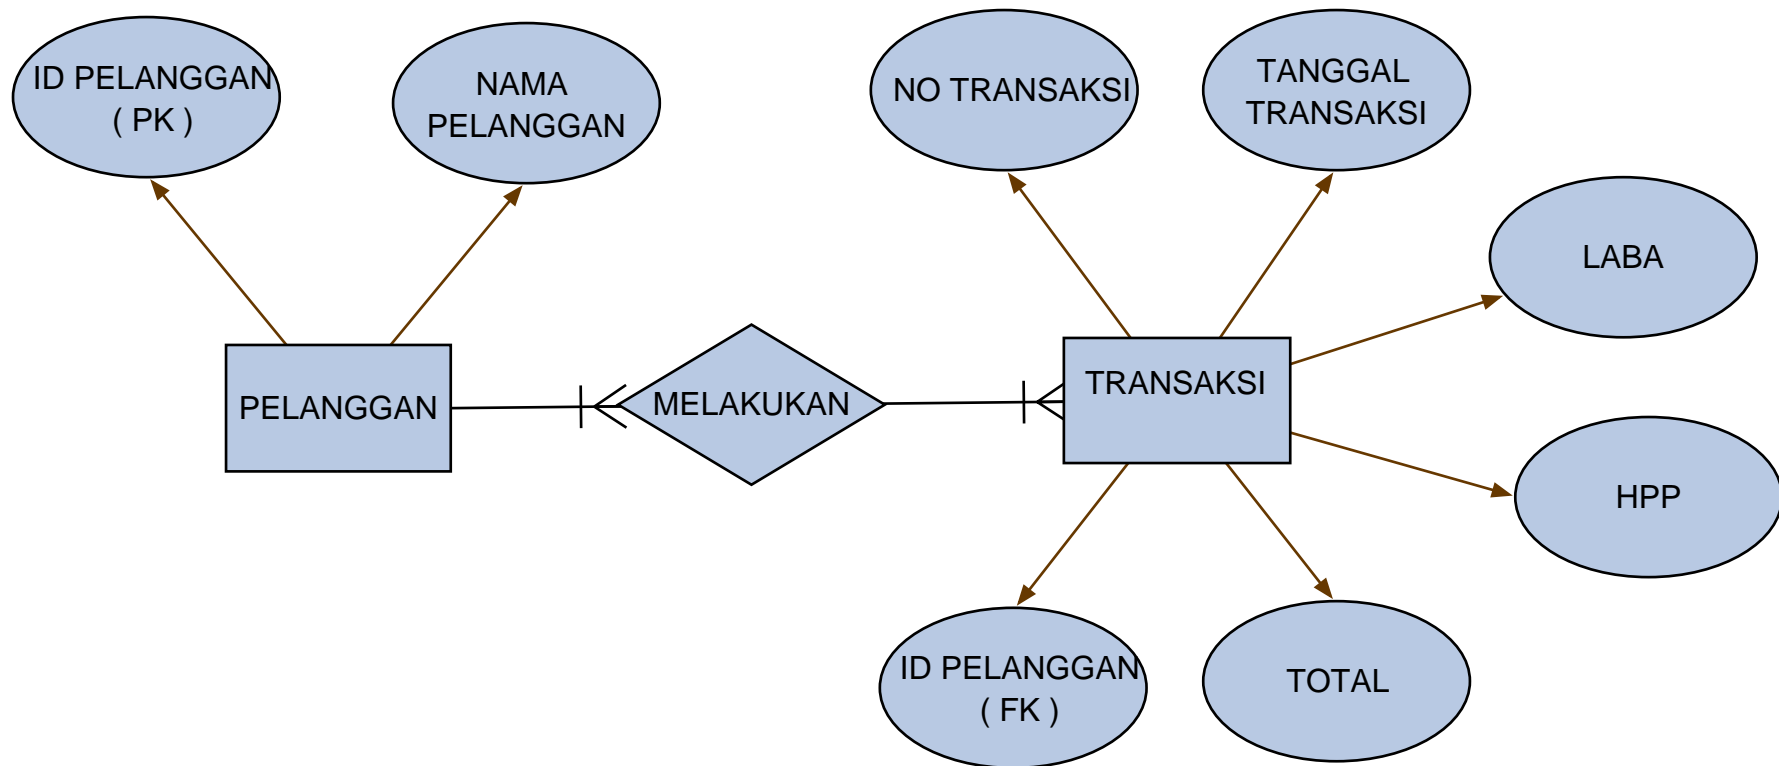 ID PELANGGAN
( PK )
NAMA
PELANGGAN
NO TRANSAKSI
TANGGAL
TRANSAKSI
LABA
PELANGGAN
MELAKUKAN
TRANSAKSI
HPP
ID PELANGGAN
( FK )
TOTAL